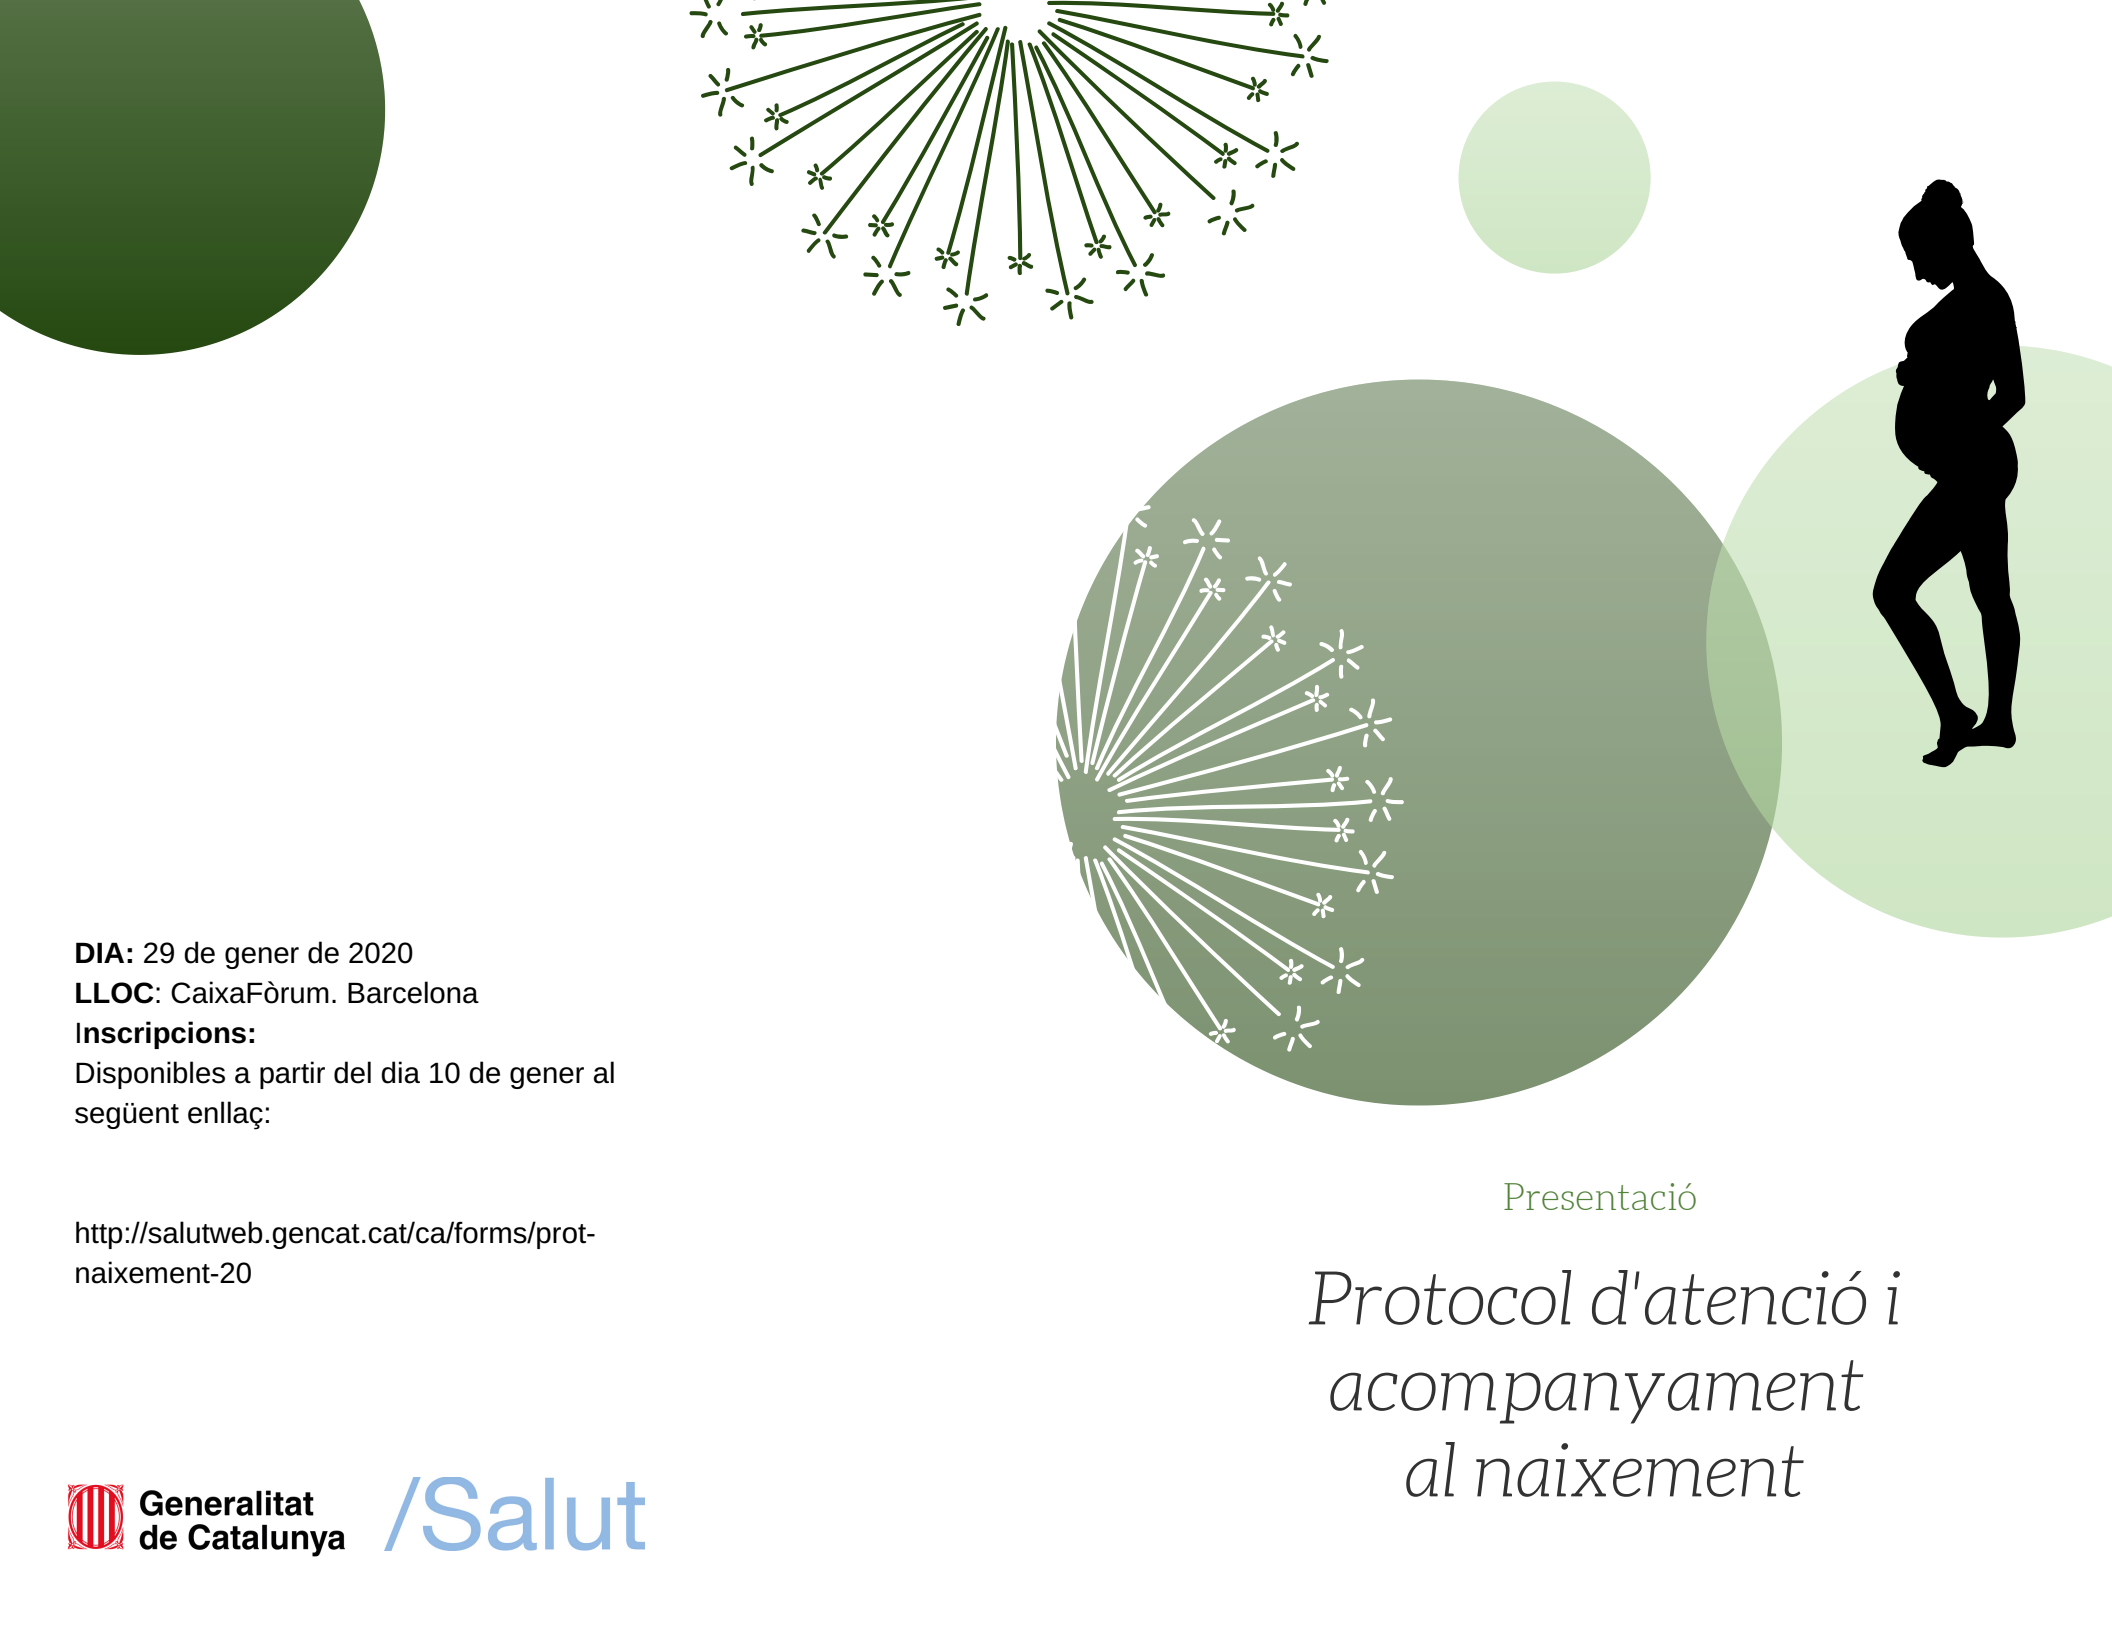 DIA: 29 de gener de 2020
LLOC: CaixaFòrum. Barcelona
Inscripcions:
Disponibles a partir del dia 10 de gener al
següent enllaç:
http://salutweb.gencat.cat/ca/forms/prot-
naixement-20
Generalitat
de Catalunya
/Salut
Presentació
Protocol d'atenció i
acompanyament
al naixement